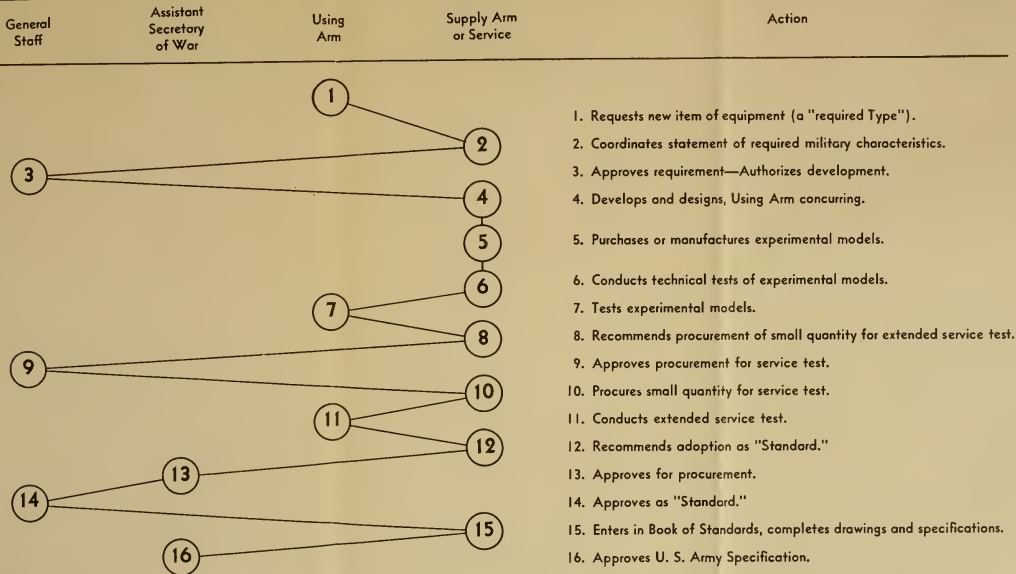 General
Staff
Assistant
Secretary
of War
Using
Arm
Supply Arm
or Service
Action
1
2
3
4
5
6
7
8
9
10
11
12
13
14
15
16
1. Requests new item of equipment (a "required Type").
2. Coordinates statement of required military characteristics.
3. Approves requirement—Authorizes development.
4. Develops and designs, Using Arm concurring.
5. Purchases or manufactures experimental models.
6. Conducts technical tests of experimental models.
7. Tests experimental models.
8. Recommends procurement of small quantity for extended service test.
9. Approves procurement for service test.
10. Procures small quantity for service test.
11. Conducts extended service test.
12. Recommends adoption as "Standard."
13. Approves for procurement.
14. Approves as "Standard."
15. Enters in Book of Standards, completes drawings and specifications.
16. Approves U. S. Army Specification.